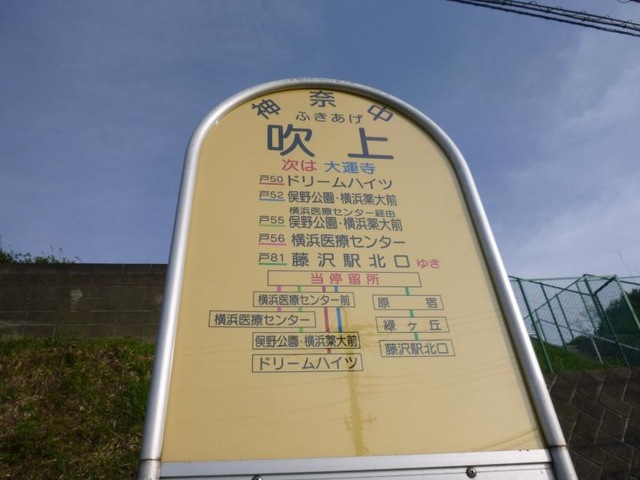 神奈中
ふきあげ
吹上
次は 大運寺
戸50 ドリームハイツ
戸52 俣野公園・横浜薬大前
横浜医療センター経由
戸55 俣野公園・横浜薬大前
戸56 横浜医療センター
戸81 藤沢駅北口 ゆき
当停留所
横浜医療センター前 原宿
横浜医療センター 緑ケ丘
俣野公園・横浜薬大前 藤沢駅北口
ドリームハイツ